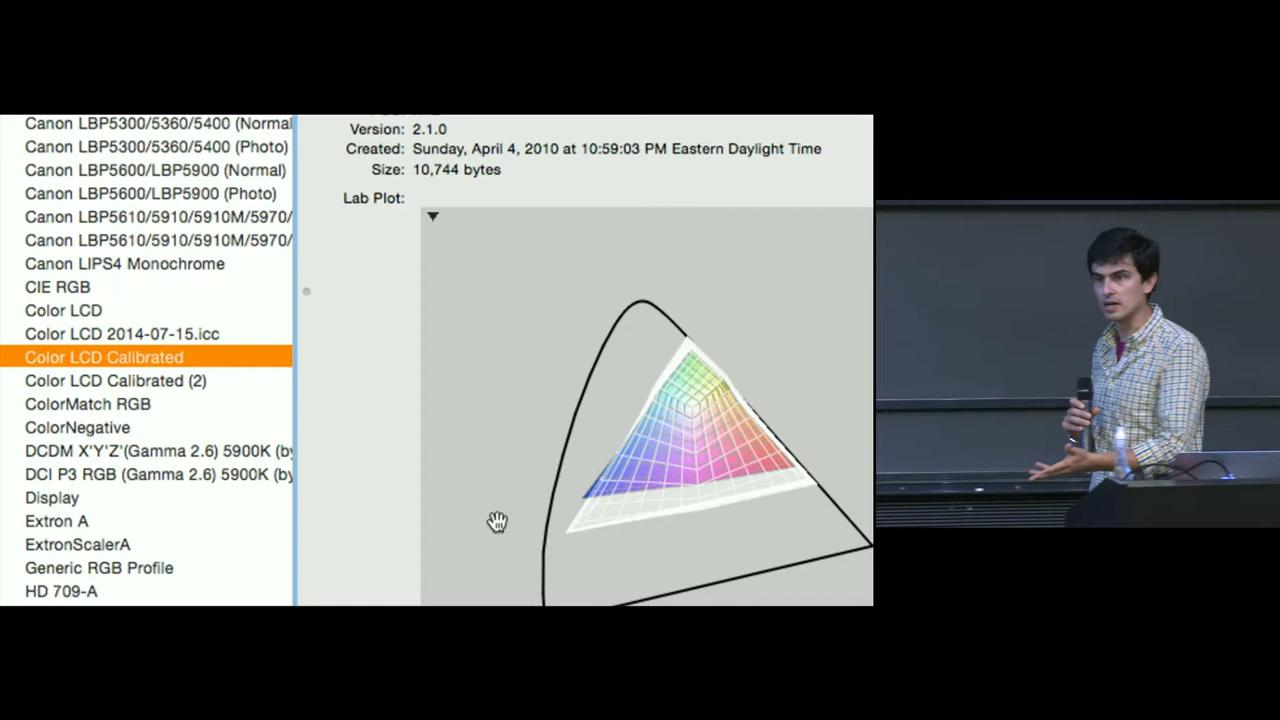 Canon LBP5300/5360/5400 (Normal
Canon LBP5300/5360/5400 (Photo)
Canon LBP5600/LBP5900 (Normal)
Canon LBP5600/LBP5900 (Photo)
Canon LBP5610/5910/5910M/5970/
Canon LBP5610/5910/5910M/5970/
Canon LIPS4 Monochrome
CIE RGB
Color LCD
Color LCD 2014-07-15.icc
Color LCD Calibrated
Color LCD Calibrated (2)
ColorMatch RGB
ColorNegative
DCDM X'Y'Z'(Gamma 2.6) 5900K (by
DCI P3 RGB (Gamma 2.6) 5900K (by
Display
Extron A
ExtronScalerA
Generic RGB Profile
HD 709-A
Version: 2.1.0
Created: Sunday, April 4, 2010 at 10:59:03 PM Eastern Daylight Time
Size: 10,744 bytes
Lab Plot: